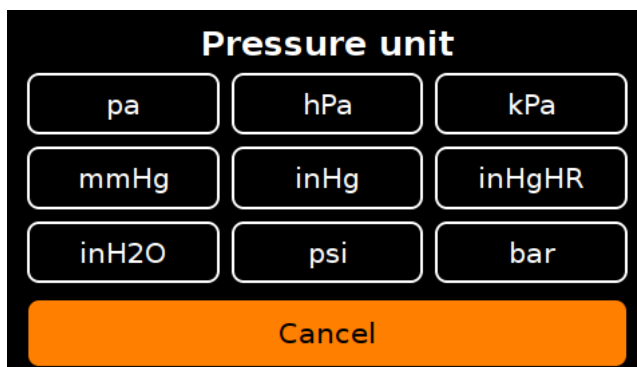 Pressure unit
pa hPa kPa
mmHg inHg inHgHR
inH2O psi bar
Cancel